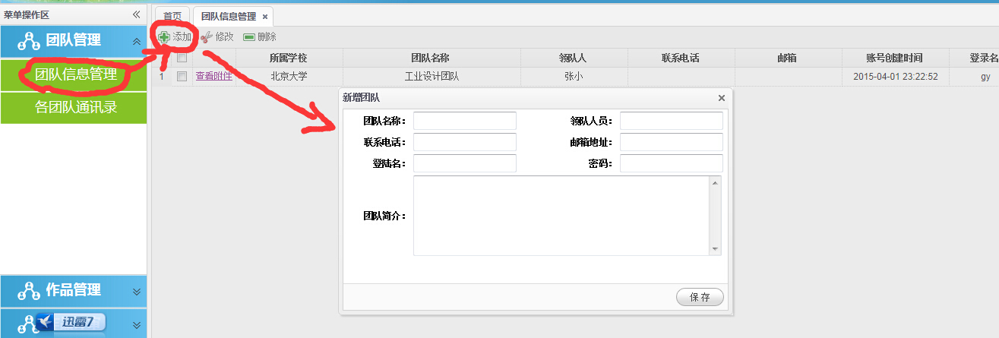 菜单操作区
首页
团队信息管理
团队管理
添加 修改 删除
所属学校 团队名称 领队人 联系电话 邮箱 账号创建时间 登录名
团队信息管理
1 查看附件 北京大学 工业设计团队 张小 2015-04-01 23:22:52 gy
各团队通讯录
新增团队
团队名称： 领队人员：
联系电话： 邮箱地址：
登陆名： 密码：
团队简介：
保存
作品管理
迅雷7